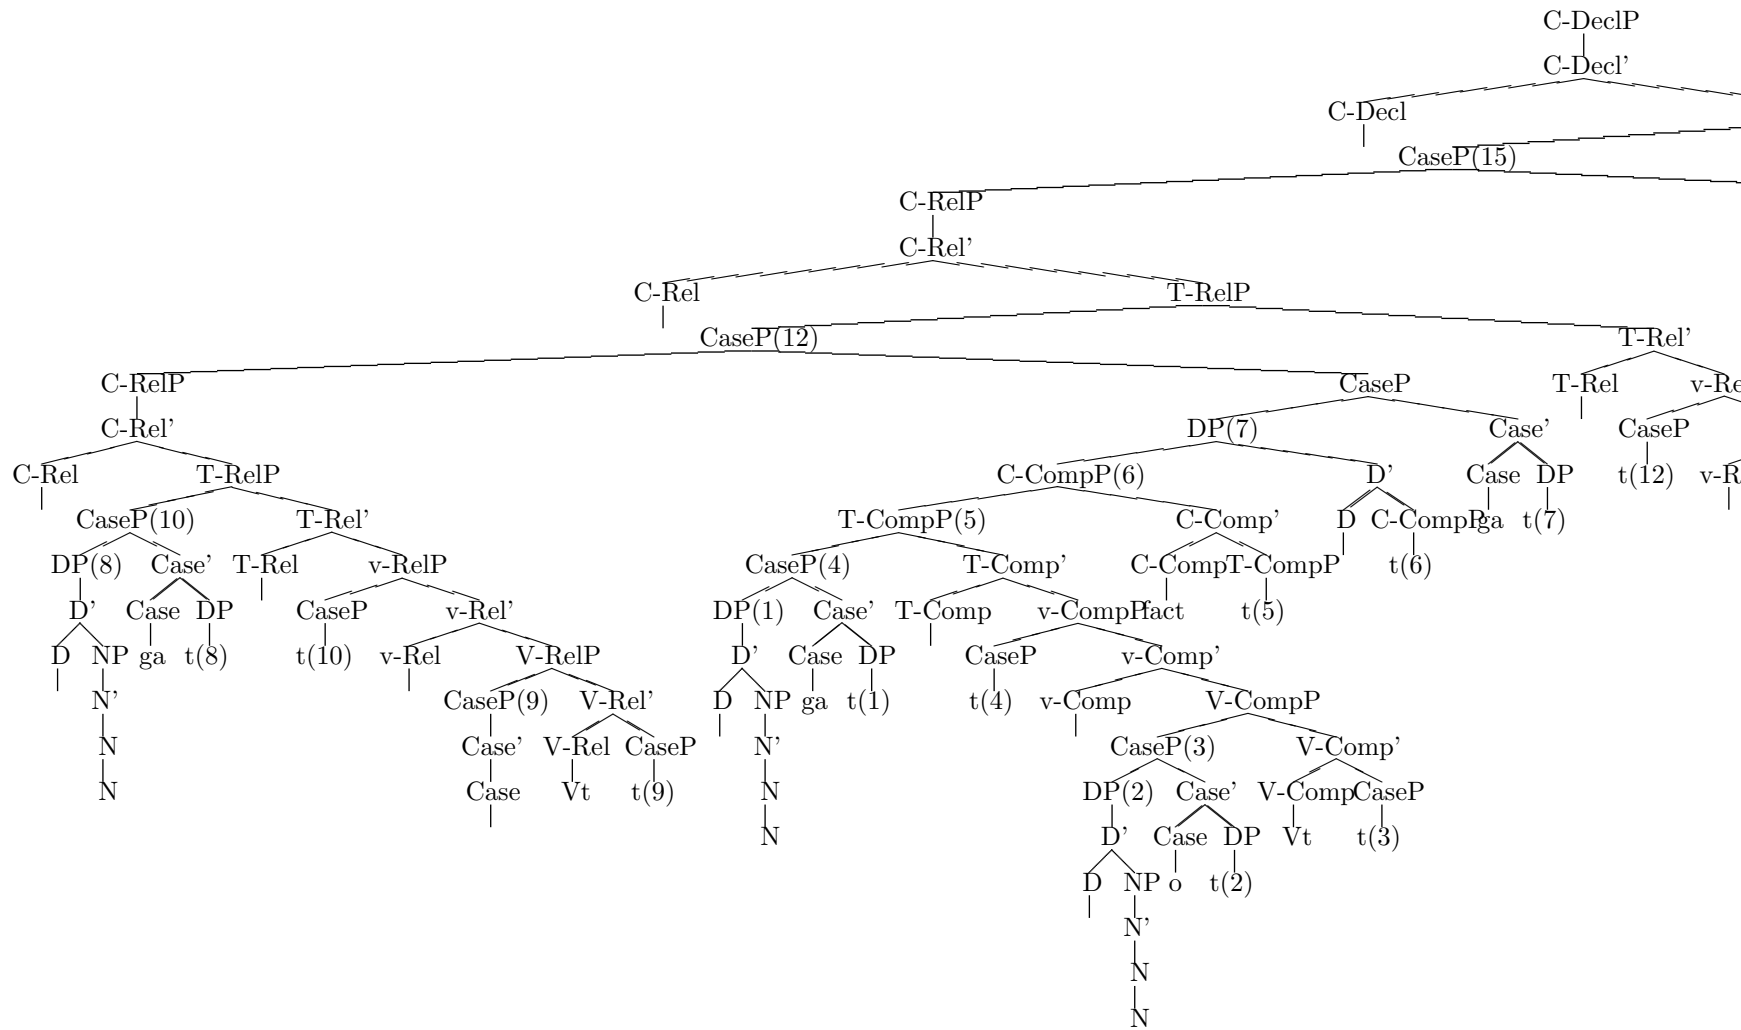 C-DeclP
C-Decl'
C-Decl
CaseP(15)
C-RelP
C-Rel'
C-Rel T-RelP
CaseP(12) T-Rel'
C-RelP CaseP T-Rel v-Re
C-Rel' DP(7) Case' CaseP
C-Rel T-RelP C-CompP(6) D' Case DP t(12) v-R
CaseP(10) T-Rel' T-CompP(5) C-Comp' D C-CompP ga t(7)
DP(8) Case' T-Rel v-RelP CaseP(4) T-Comp' C-Comp T-CompP t(6)
D' Case DP CaseP v-Rel' DP(1) Case' T-Comp v-CompP fact t(5)
D NP ga t(8) t(10) v-Rel V-RelP D' Case DP CaseP v-Comp'
N' CaseP(9) V-Rel' D NP ga t(1) t(4) v-Comp V-CompP
N Case' V-Rel CaseP N' CaseP(3) V-Comp'
N Case Vt t(9) N DP(2) Case' V-Comp CaseP
N D' Case DP Vt t(3)
D NP o t(2)
N'
N
N